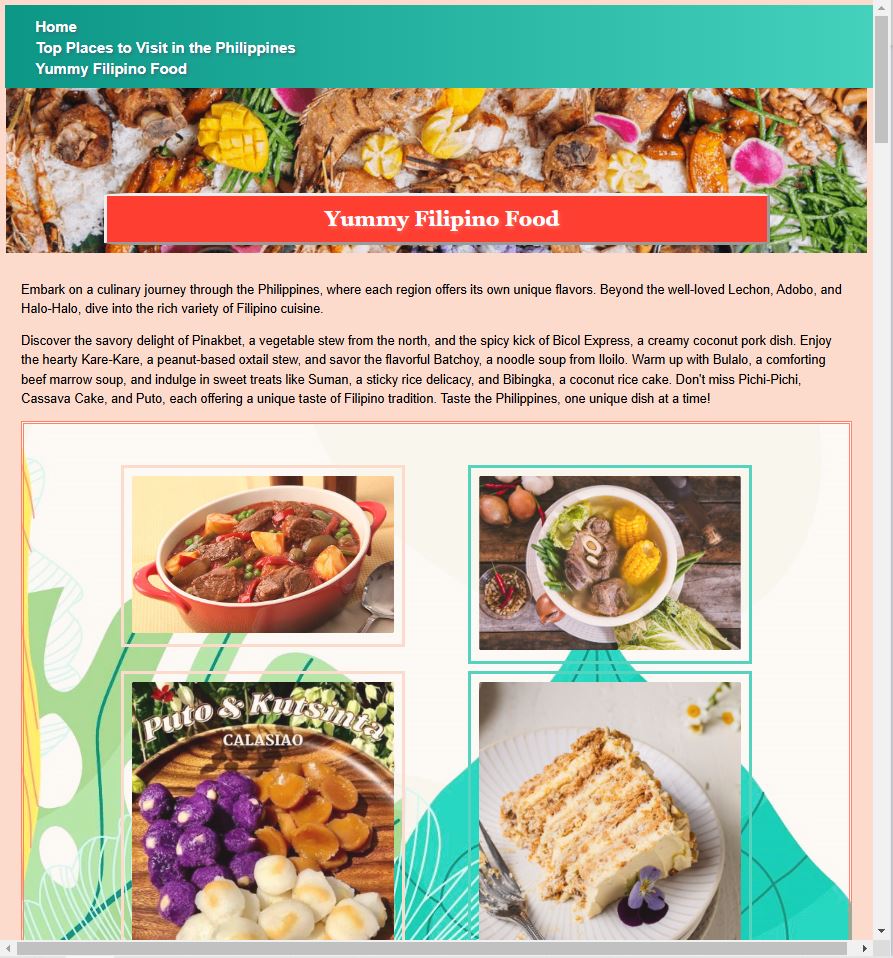 Home
Top Places to Visit in the Philippines
Yummy Filipino Food
Yummy Filipino Food
Embark on a culinary journey through the Philippines, where each region offers its own unique flavors. Beyond the well-loved Lechon, Adobo, and
Halo-Halo, dive into the rich variety of Filipino cuisine.
Discover the savory delight of Pinakbet, a vegetable stew from the north, and the spicy kick of Bicol Express, a creamy coconut pork dish. Enjoy
the hearty Kare-Kare, a peanut-based oxtail stew, and savor the flavorful Batchoy, a noodle soup from Iloilo. Warm up with Bulalo, a comforting
beef marrow soup, and indulge in sweet treats like Suman, a sticky rice delicacy, and Bibingka, a coconut rice cake. Don't miss Pichi-Pichi,
Cassava Cake, and Puto, each offering a unique taste of Filipino tradition. Taste the Philippines, one unique dish at a time!
Puto & Kutsinta
CALASIAO